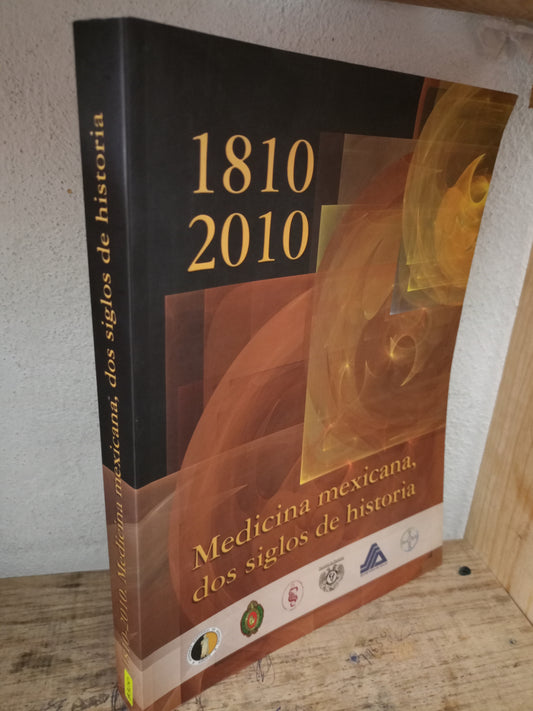 1810
2010
Medicina mexicana,
dos siglos de historia
1810-2010. Medicina mexicana, dos siglos de historia